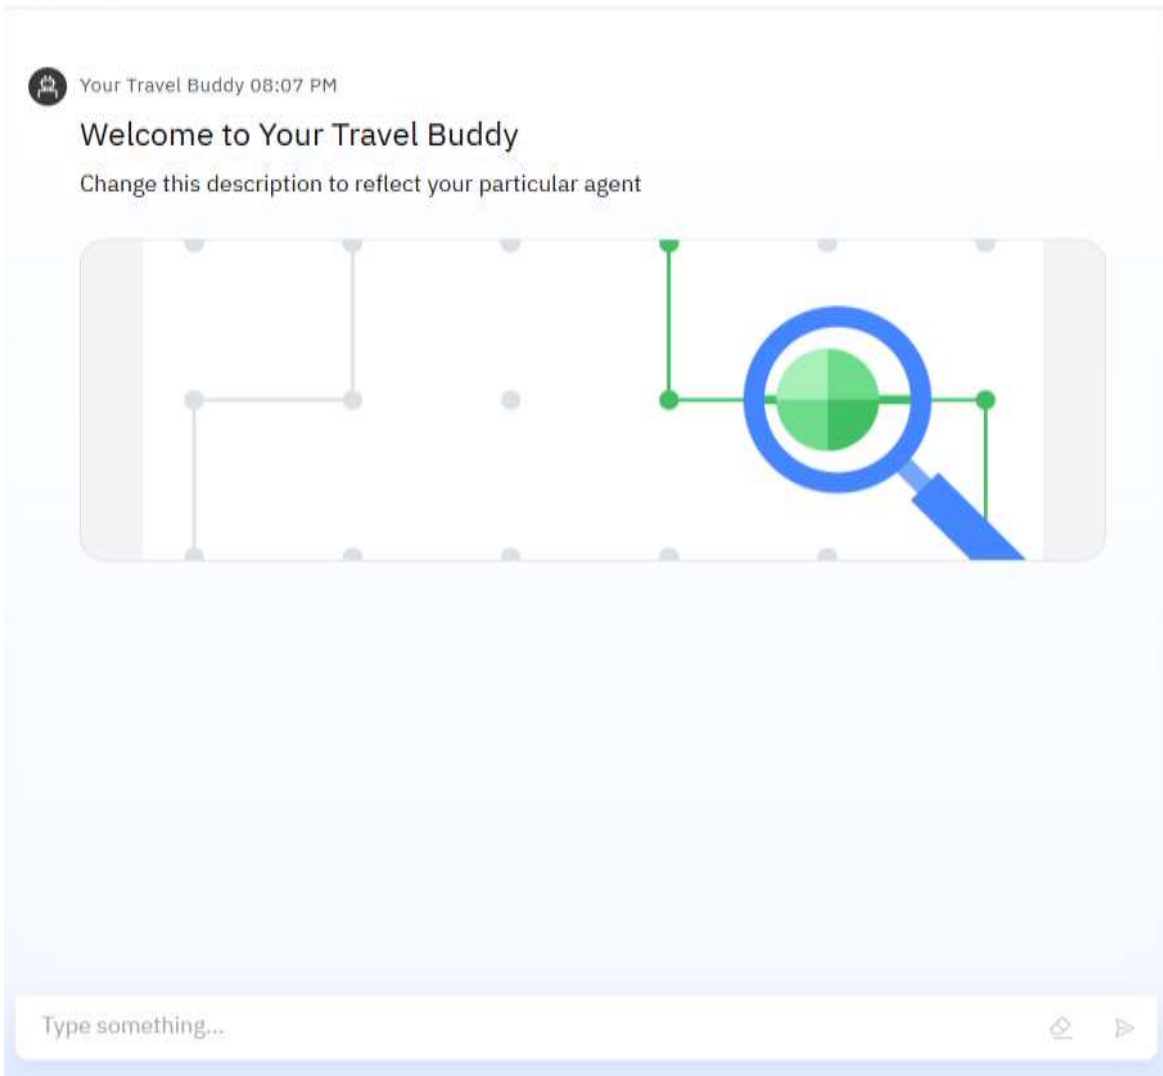 Your Travel Buddy 08:07 PM
Welcome to Your Travel Buddy
Change this description to reflect your particular agent
Type something...